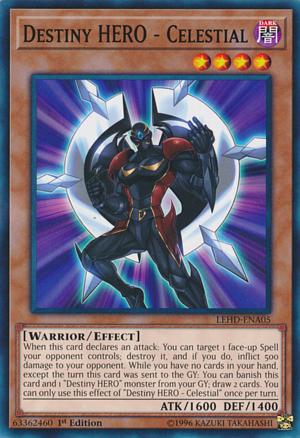 Destiny HERO - Celestial
DARK
闇
LEHD-ENA05
[Warrior/Effect]
When this card declares an attack: You can target 1 face-up Spell
your opponent controls; destroy it, and if you do, inflict 500
damage to your opponent. While you have no cards in your hand,
except the turn this card was sent to the GY: You can banish this
card and 1 "Destiny HERO" monster from your GY; draw 2 cards. You
can only use this effect of "Destiny HERO - Celestial" once per turn.
ATK/1600 DEF/1400
63362460 1st Edition ©1996 KAZUKI TAKAHASHI